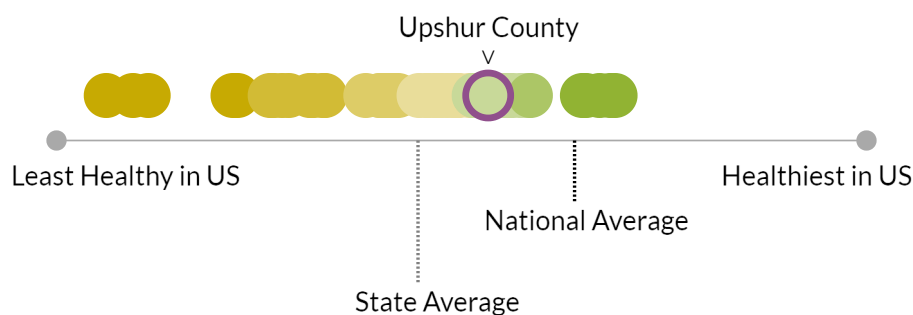 Upshur County
Least Healthy in US
Healthiest in US
National Average
State Average